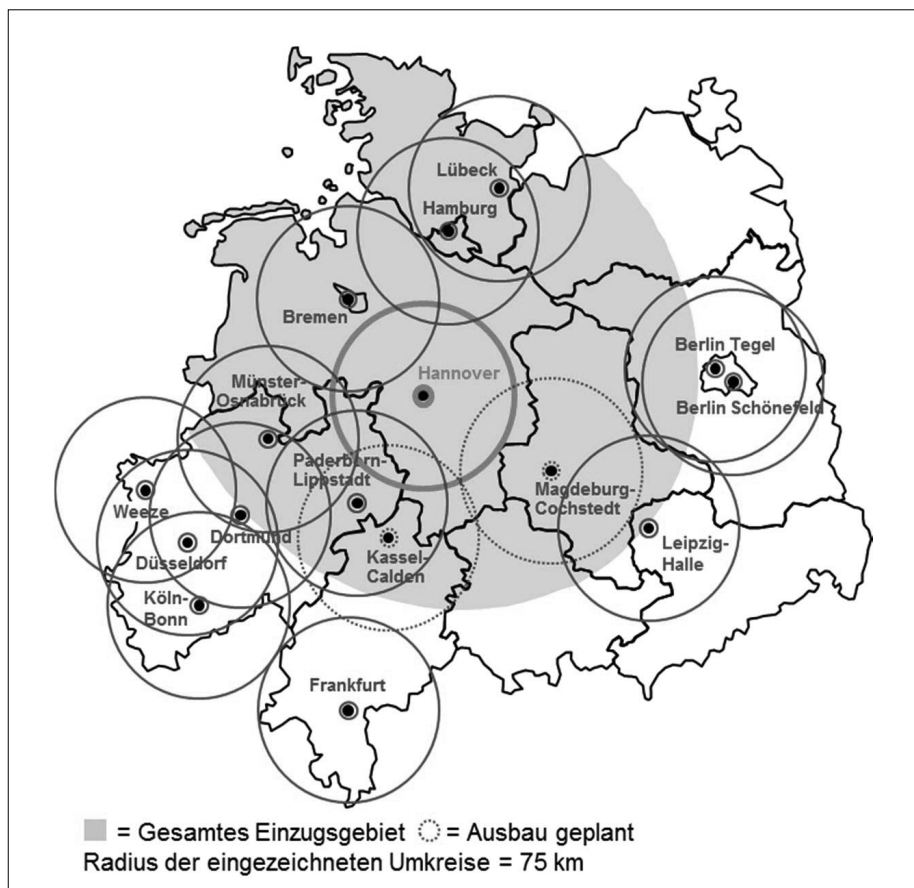 Lübeck
Hamburg
Bremen
Hannover
Berlin Tegel
Berlin Schönefeld
Münster-
Osnabrück
Paderborn-
Lippstadt
Magdeburg-
Cochstedt
Weeze
Dortmund
Düsseldorf
Kassel-
Calden
Leipzig-
Halle
Köln-
Bonn
Frankfurt
= Gesamtes Einzugsgebiet = Ausbau geplant
Radius der eingezeichneten Umkreise = 75 km